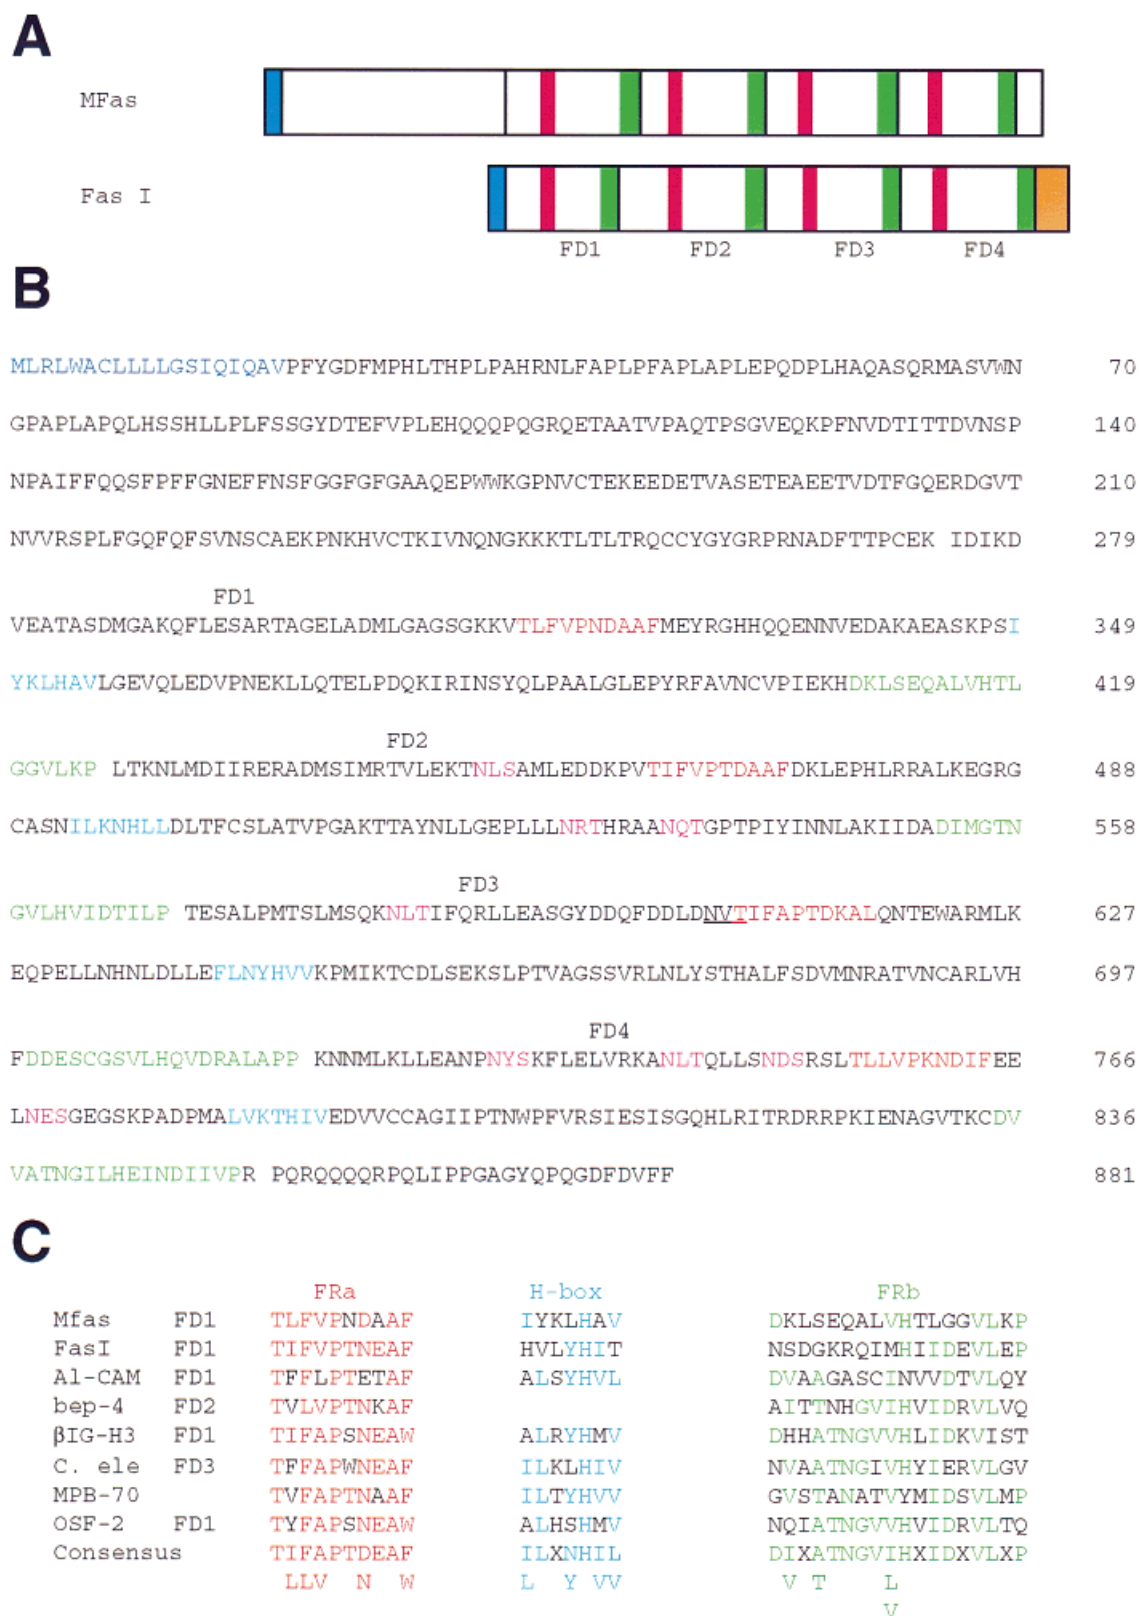 A
MFas
Fas I
FD1 FD2 FD3 FD4
B
MLRLWACLLLLGSIQIQAVPFYGDFMPHLTHPLPAHRNLFAPLPFAPLAPLEPQDPLHAQASQRMASVWN 70
GPAPLAPQLHSSHLLPLFSSGYDTEFVPLEHQQQPQGRQETAATVPAQTPSGVEQKPFNVDTITTDVNSP 140
NPAIFFQQSFPFFGNEFFNSFGGFGFGAAQEPWWKGPNVCTEKEEDETVASETEAEETVDTFGQERDGVT 210
NVVRSPLFGQFQFSVNSCAEKPNKHVCTKIVNQNGKKKTLTLTRQCCYGYGRPRNADFTTPCEK IDIKD 279
FD1
VEATASDMGAKQFLESARTAGELADMLGAGSGKKVTLFVPNDAAFMEYRGHHQQENNVEDAKAEASKPSI 349
YKLHAVLGEVQLEDVPNEKLLQTELPDQKIRINSYQLPAALGLEPYRFAVNCVPIEKHDKLSEQALVHTL 419
FD2
GGVLKP LTKNLMDIIRERADMSIMRTVLEKTNLSAMLEDDKPVTIFVPTDAAFDKLEPHLRRALKEGRG 488
CASNILKNHLLDLTFCSLATVPGAKTTAYNLLGEPLLLNRTHRAANQTGPTPIYINNLAKIIDADIMGTN 558
FD3
GVLHVIDTILP TESALPMTSLMSQKNLTIFQRLLEASGYDDQFDDLDNVTIFAPTDKALQNTEWARMLK 627
EQPELLNHNLDLLEFLNYHVVKPMIKTCDLSEKSLPTVAGSSVRLNLYSTHALFSDVMNRATVNCARLVH 697
FD4
FDDESCGSVLHQVDRALAPP KNNMLKLLEANPNYSKFLELVRKANLTQLLSNDSRSLTLLVPKNDIFEE 766
LNESGEGSKPADPMALVKTHIVEDVVCCAGIIPTNWPFVRSIESISGQHLRITRDRRPKIENAGVTKCDV 836
VATNGILHEINDIIVPR PQRQQQQRPQLIPPGAGYQPQGDFDVFF 881
C
FRa H-box FRb
Mfas FD1 TLFVPNDAAF IYKLHAV DKLSEQALVHTLGGVLKP
FasI FD1 TIFVPTNEAF HVLYHIT NSDGKRQIMHIIDEVLEP
Al-CAM FD1 TFFLPTETAF ALSYHVL DVAAGASCINVVDTVLQY
bep-4 FD2 TVLVPTNKAF AITTNHGVIHVIDRVLVQ
βIG-H3 FD1 TIFAPSNEAW ALRYHMV DHHATNGVVHLIDKVIST
C. ele FD3 TFFAPWNEAF ILKLHIV NVAATNGIVHYIERVLGV
MPB-70 TVFAPTNAAF ILTYHVV GVSTANATVYMIDSVLMP
OSF-2 FD1 TYFAPSNEAW ALHSHMV NQIATNGVVHVIDRVLTQ
Consensus TIFAPTDEAF ILXNHIL DIXATNGVIHXIDXVLXP
LLV N W L Y VV V T L
V